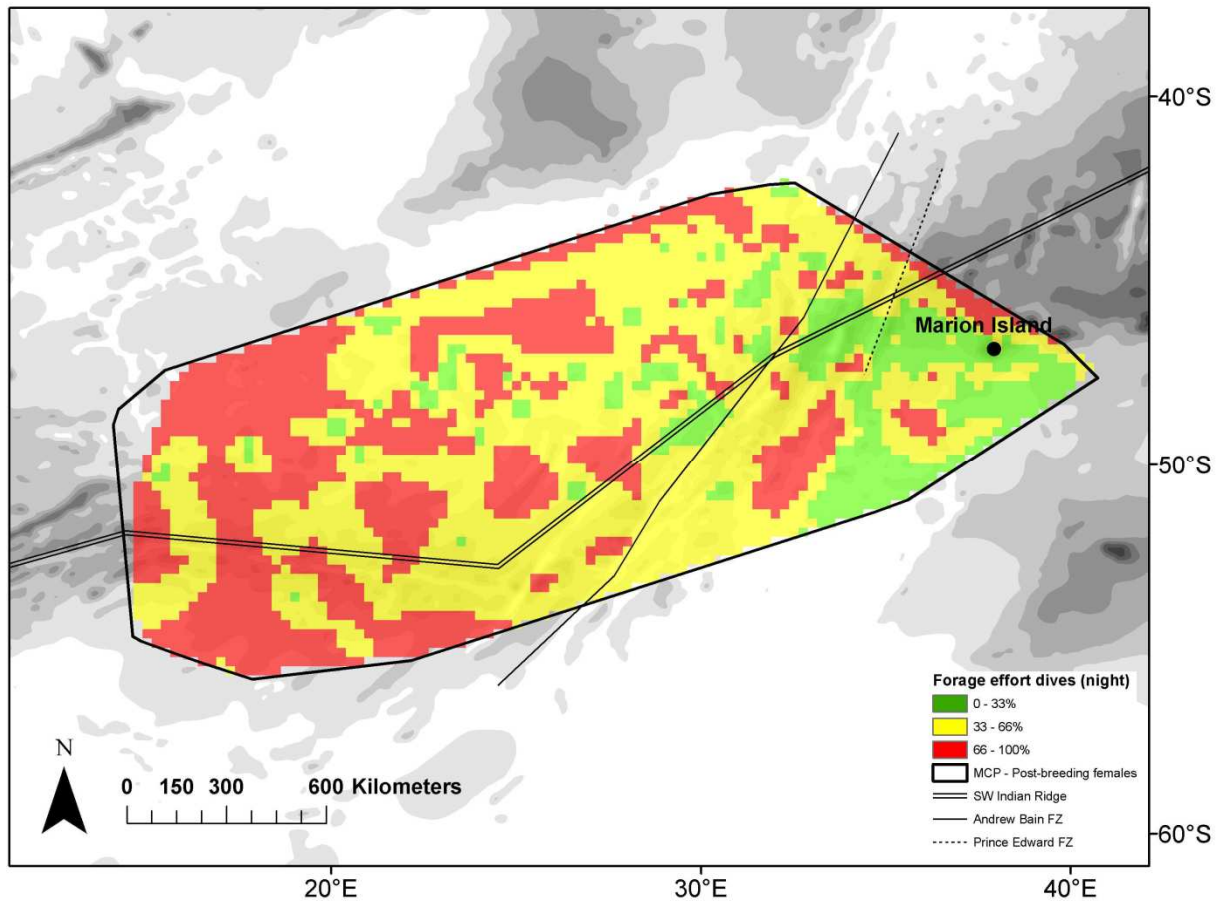 40°S
Marion Island
50°S
Forage effort dives (night)
0 - 33%
33 - 66%
66 - 100%
MCP - Post-breeding females
SW Indian Ridge
Andrew Bain FZ
Prince Edward FZ
N
0 150 300 600 Kilometers
60°S
20°E 30°E 40°E